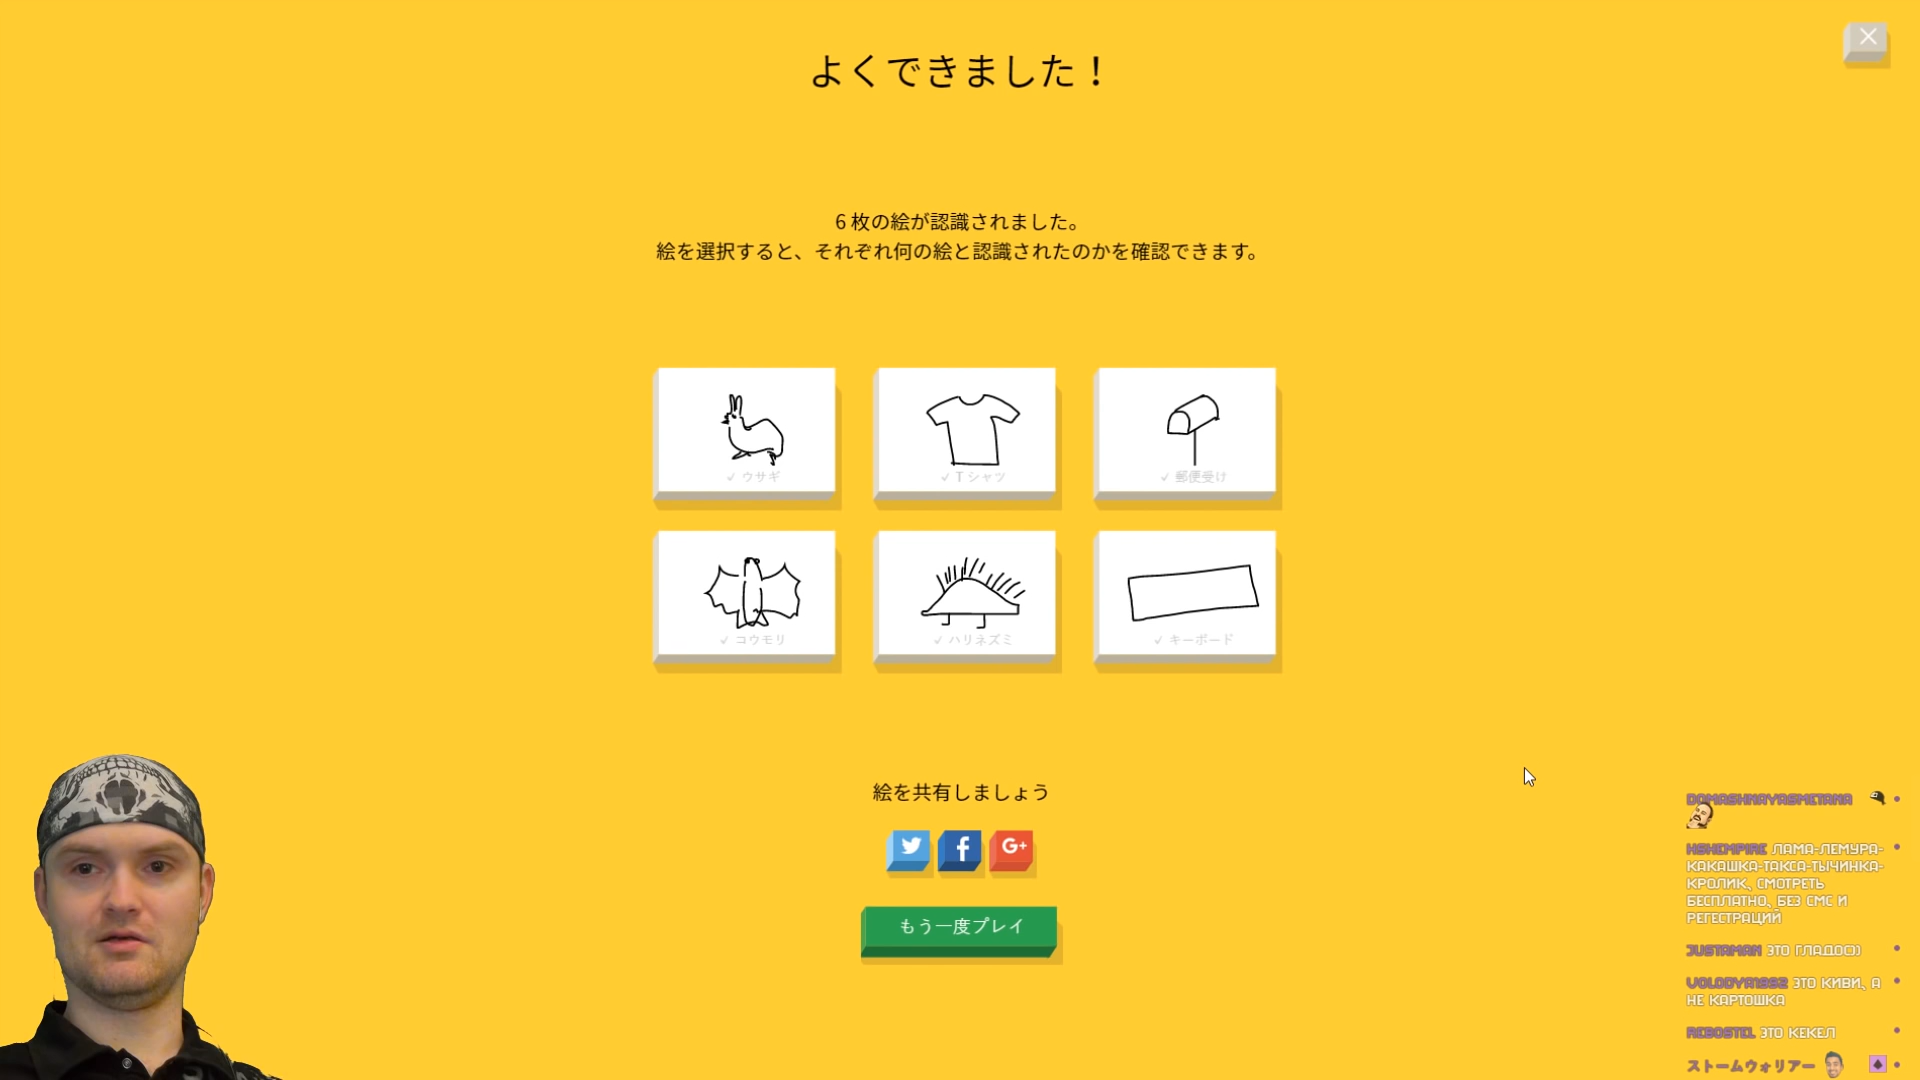 よくできました！
6 枚の絵が認識されました。
絵を選択すると、それぞれ何の絵と認識されたのかを確認できます。
✓ ウサギ
✓ T シャツ
✓ 郵便受け
✓ コウモリ
✓ ハリネズミ
✓ キーボード
絵を共有しましょう
G+
もう一度プレイ
DOMASHNAYASMETANA
HSHEMPIRE ЛАМА-ЛЕМУРА-
КАКАШКА-ТАКСА-ТЫЧИНКА-
КРОЛИК, СМОТРЕТЬ
БЕСПЛАТНО, БЕЗ СМС И
РЕГЕСТРАЦИЙ
JUSTAMAN ЭТО ГЛАДОС))
VOLODYA1992 ЭТО КИВИ, А
НЕ КАРТОШКА
REBOSTEL ЭТО КЕКЕЛ
ストームウォリアー